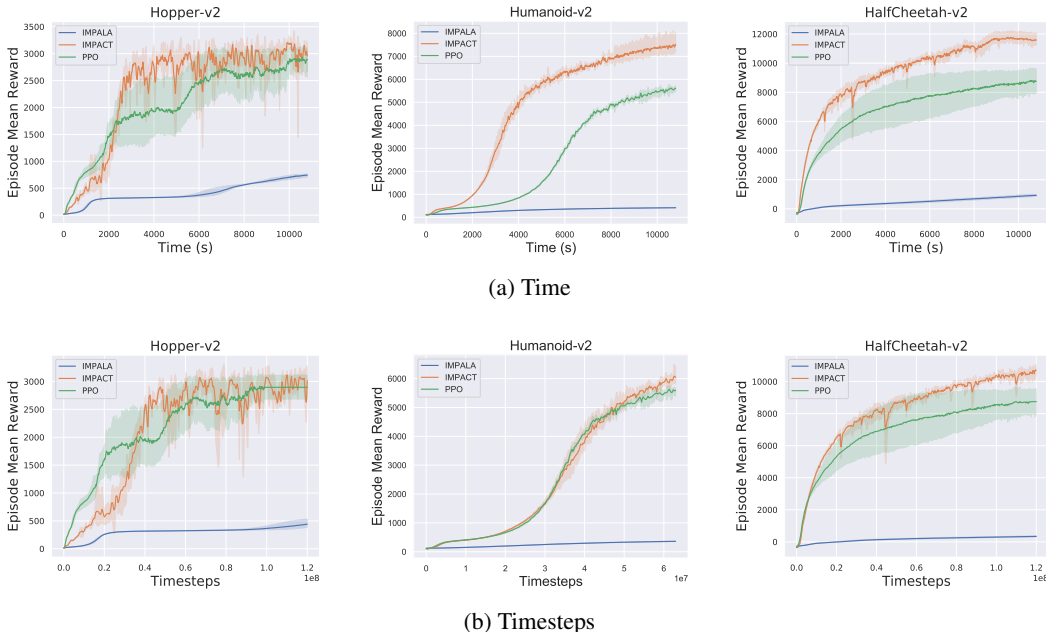 Hopper-v2
Episode Mean Reward
3500
3000
2500
2000
1500
1000
500
0
IMPALA
IMPACT
PPO
0 2000 4000 6000 8000 10000
Time (s)
Humanoid-v2
Episode Mean Reward
8000
7000
6000
5000
4000
3000
2000
1000
0
IMPALA
IMPACT
PPO
0 2000 4000 6000 8000 10000
Time (s)
HalfCheetah-v2
Episode Mean Reward
12000
10000
8000
6000
4000
2000
0
IMPALA
IMPACT
PPO
0 2000 4000 6000 8000 10000
Time (s)
(a) Time
Hopper-v2
Episode Mean Reward
3000
2500
2000
1500
1000
500
0
IMPALA
IMPACT
PPO
0.0 0.2 0.4 0.6 0.8 1.0 1.2
1e8
Timesteps
Humanoid-v2
Episode Mean Reward
6000
5000
4000
3000
2000
1000
0
IMPALA
IMPACT
PPO
0 1 2 3 4 5 6
1e7
Timesteps
HalfCheetah-v2
Episode Mean Reward
10000
8000
6000
4000
2000
0
IMPALA
IMPACT
PPO
0.0 0.2 0.4 0.6 0.8 1.0 1.2
1e8
Timesteps
(b) Timesteps